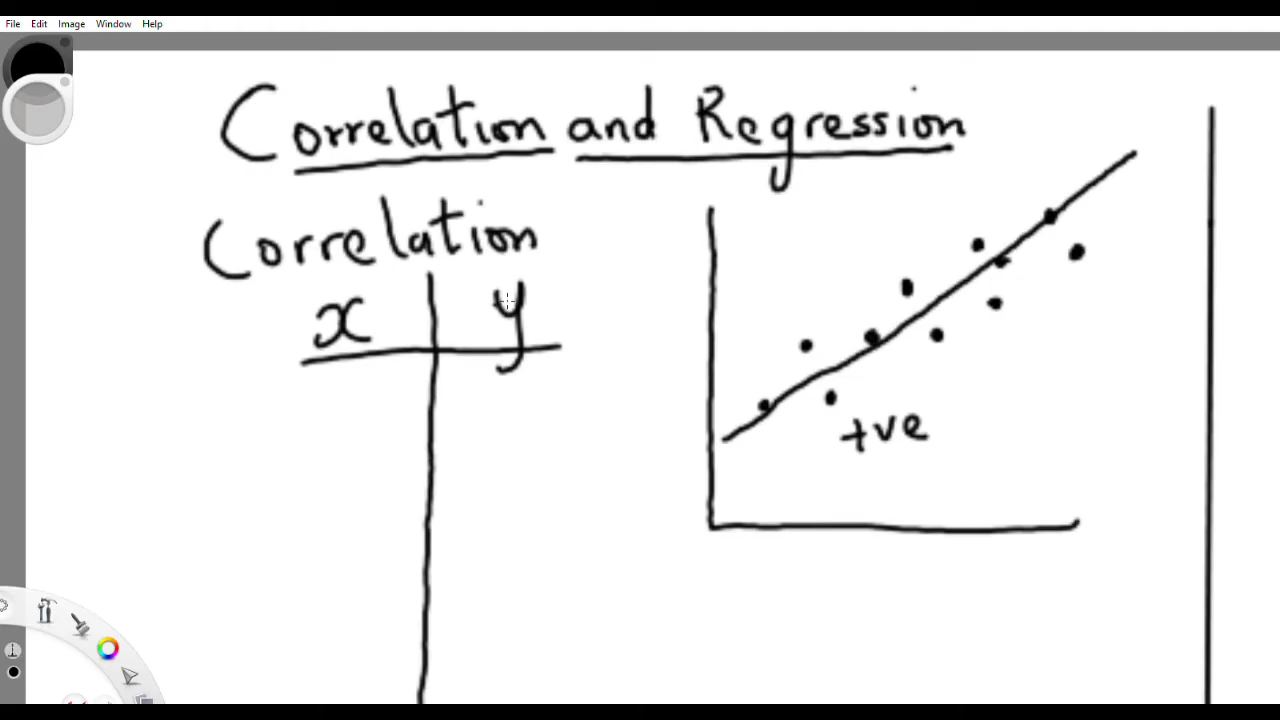 File Edit Image Window Help
Correlation and Regression
Correlation
x y
+ve